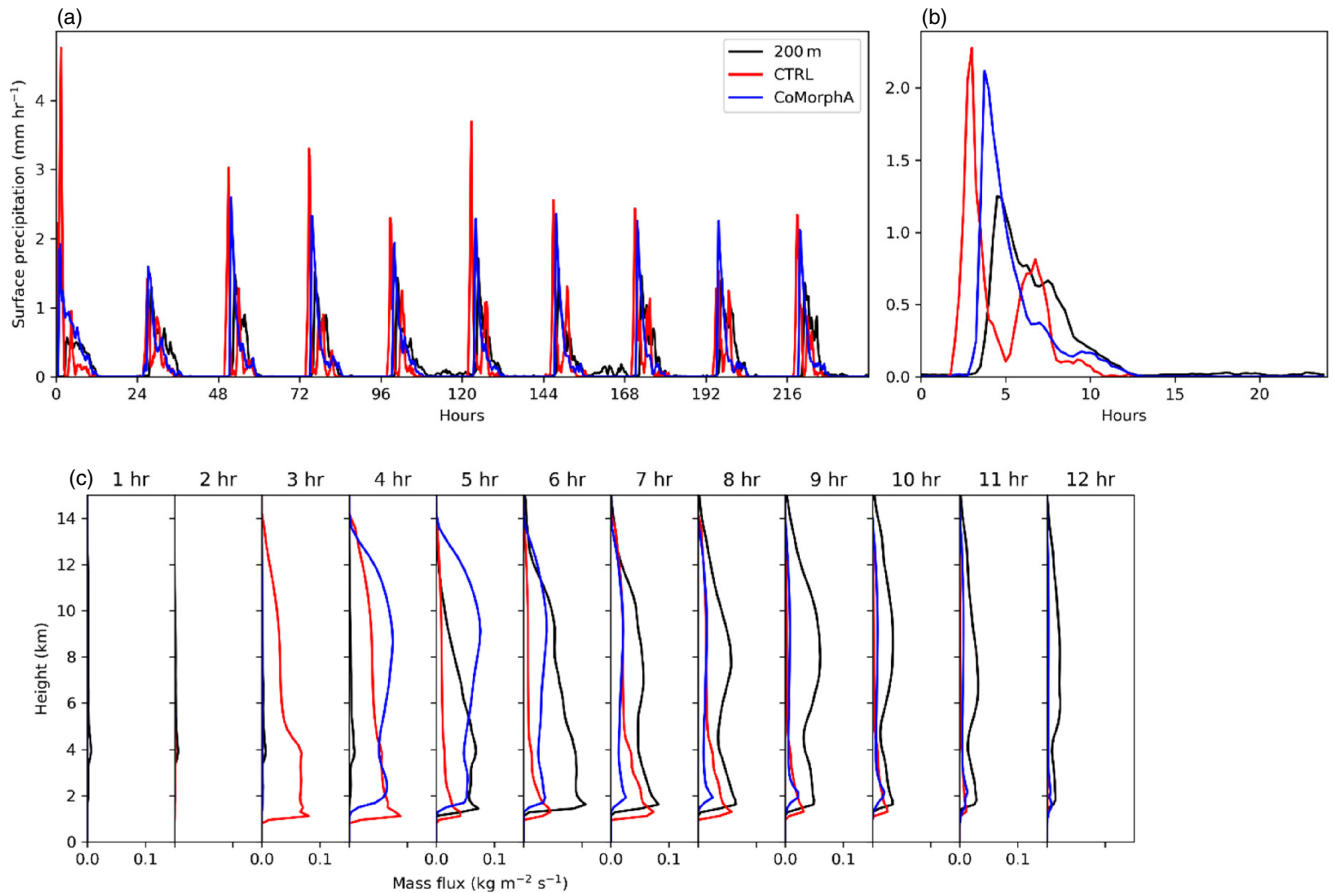 (a)
(b)
200 m
CTRL
CoMorphA
Surface precipitation (mm hr⁻¹)
4
3
2
1
0
0 24 48 72 96 120 144 168 192 216
Hours
2.0
1.5
1.0
0.5
0.0
0 5 10 15 20
Hours
(c)
1 hr 2 hr 3 hr 4 hr 5 hr 6 hr 7 hr 8 hr 9 hr 10 hr 11 hr 12 hr
Height (km)
14
12
10
8
6
4
2
0
0.0 0.0 0.1 0.0 0.1 0.0 0.1 0.0 0.1 0.0 0.1
Mass flux (kg m⁻² s⁻¹)